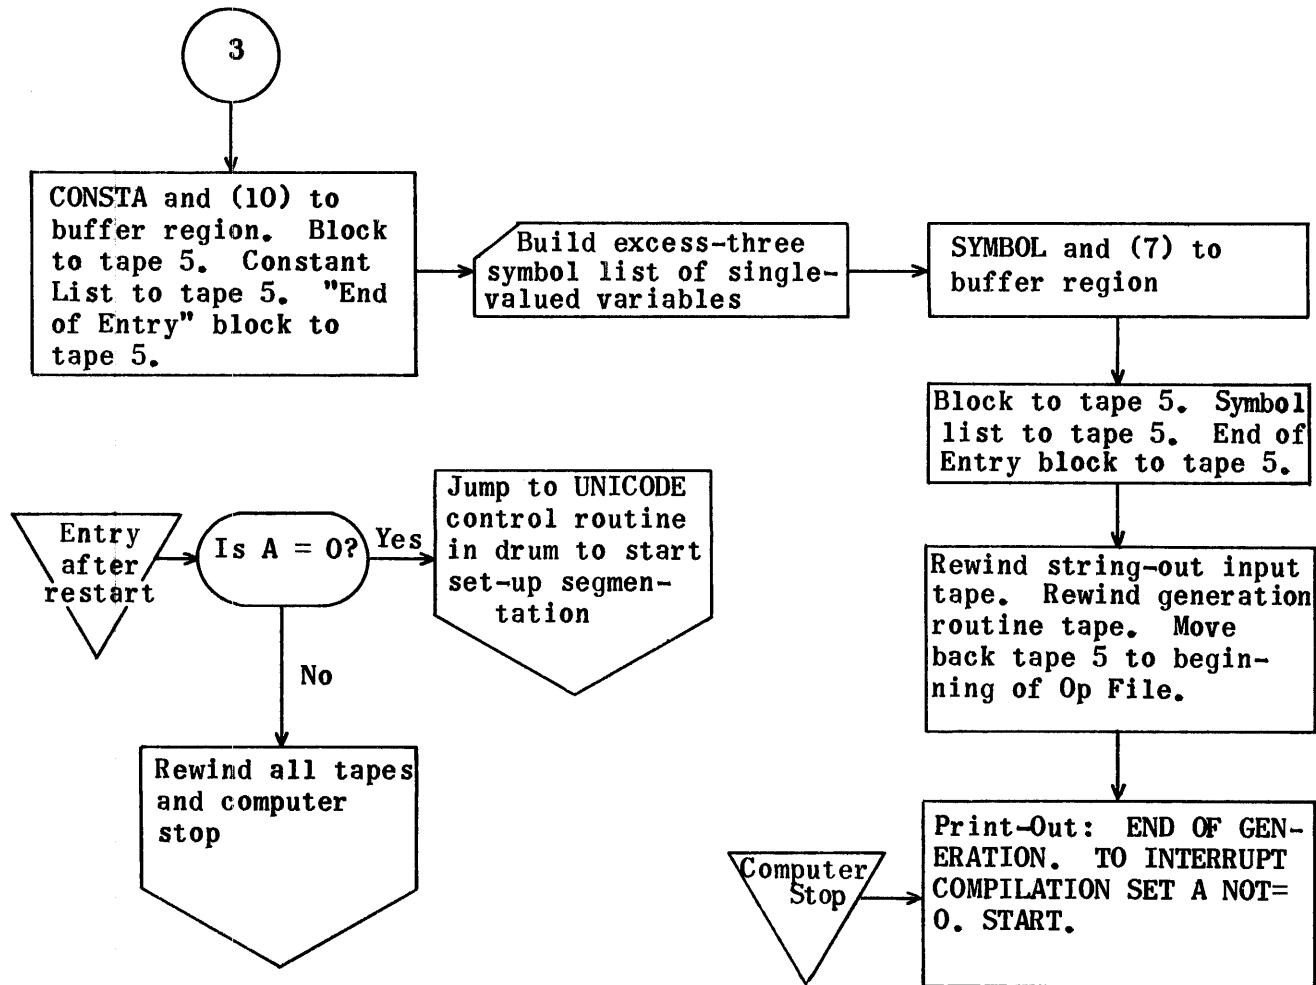 3
CONSTA and (10) to
buffer region. Block
to tape 5. Constant
List to tape 5. "End
of Entry" block to
tape 5.
Build excess-three
symbol list of single-
valued variables
SYMBOL and (7) to
buffer region
Block to tape 5. Symbol
list to tape 5. End of
Entry block to tape 5.
Rewind string-out input
tape. Rewind generation
routine tape. Move
back tape 5 to begin-
ning of Op File.
Print-Out: END OF GEN-
ERATION. TO INTERRUPT
COMPILATION SET A NOT=
0. START.
Computer
Stop
Entry
after
restart
Is A = 0?
Yes
Jump to UNICODE
control routine
in drum to start
set-up segmen-
tation
No
Rewind all tapes
and computer
stop